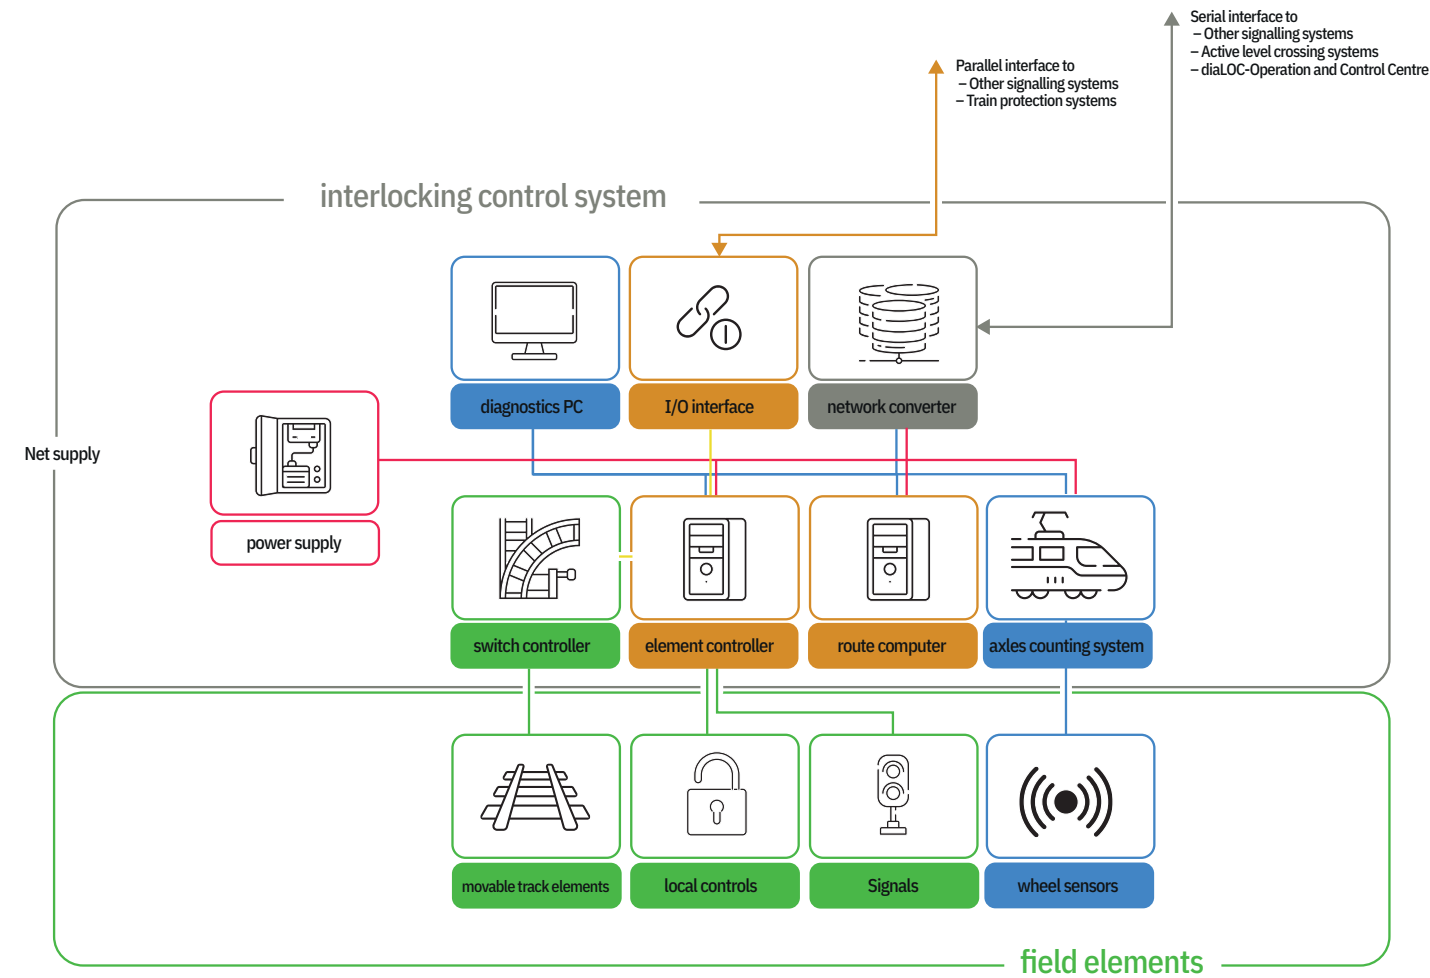 Serial interface to
– Other signalling systems
– Active level crossing systems
– diaLOC-Operation and Control Centre
Parallel interface to
– Other signalling systems
– Train protection systems
interlocking control system
diagnostics PC
I/O interface
network converter
Net supply
power supply
switch controller
element controller
route computer
axles counting system
movable track elements
local controls
Signals
wheel sensors
field elements